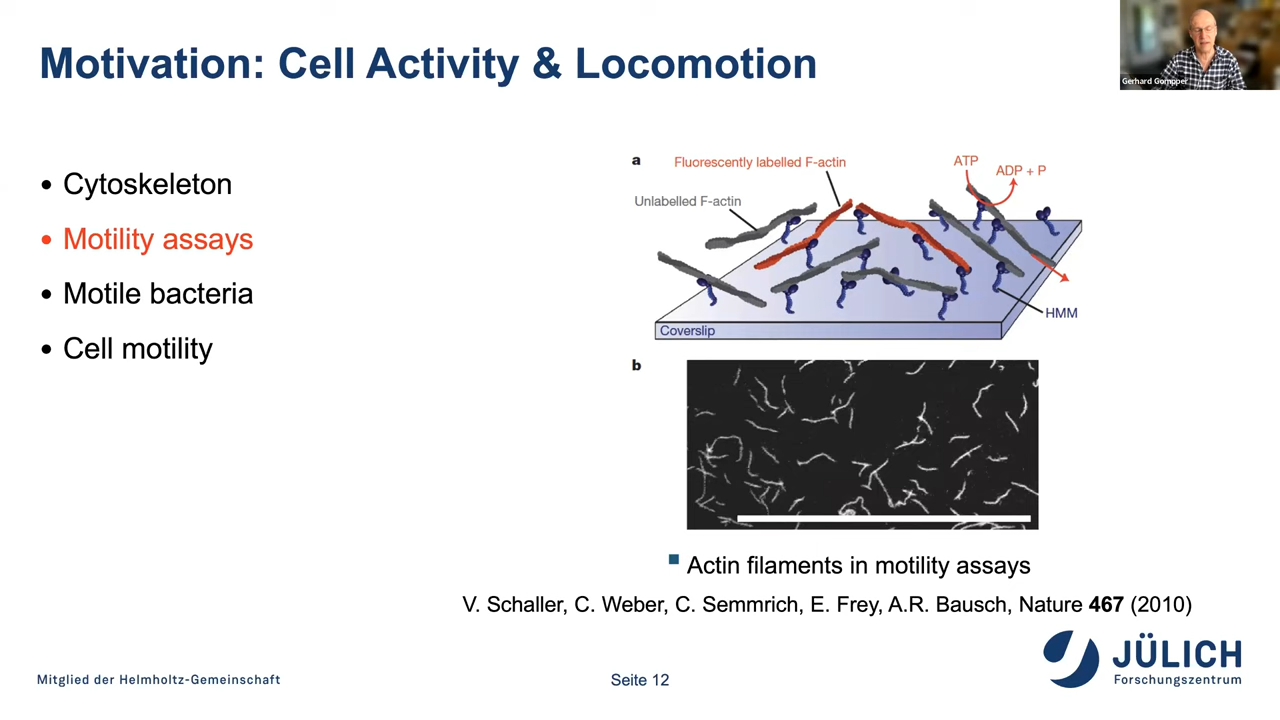 Motivation: Cell Activity & Locomotion
Gerhard Gompper
• Cytoskeleton
• Motility assays
• Motile bacteria
• Cell motility
a
Fluorescently labelled F-actin
ATP
ADP + P
Unlabelled F-actin
HMM
Coverslip
b
Actin filaments in motility assays
V. Schaller, C. Weber, C. Semmrich, E. Frey, A.R. Bausch, Nature 467 (2010)
JÜLICH
Forschungszentrum
Mitglied der Helmholtz-Gemeinschaft
Seite 12